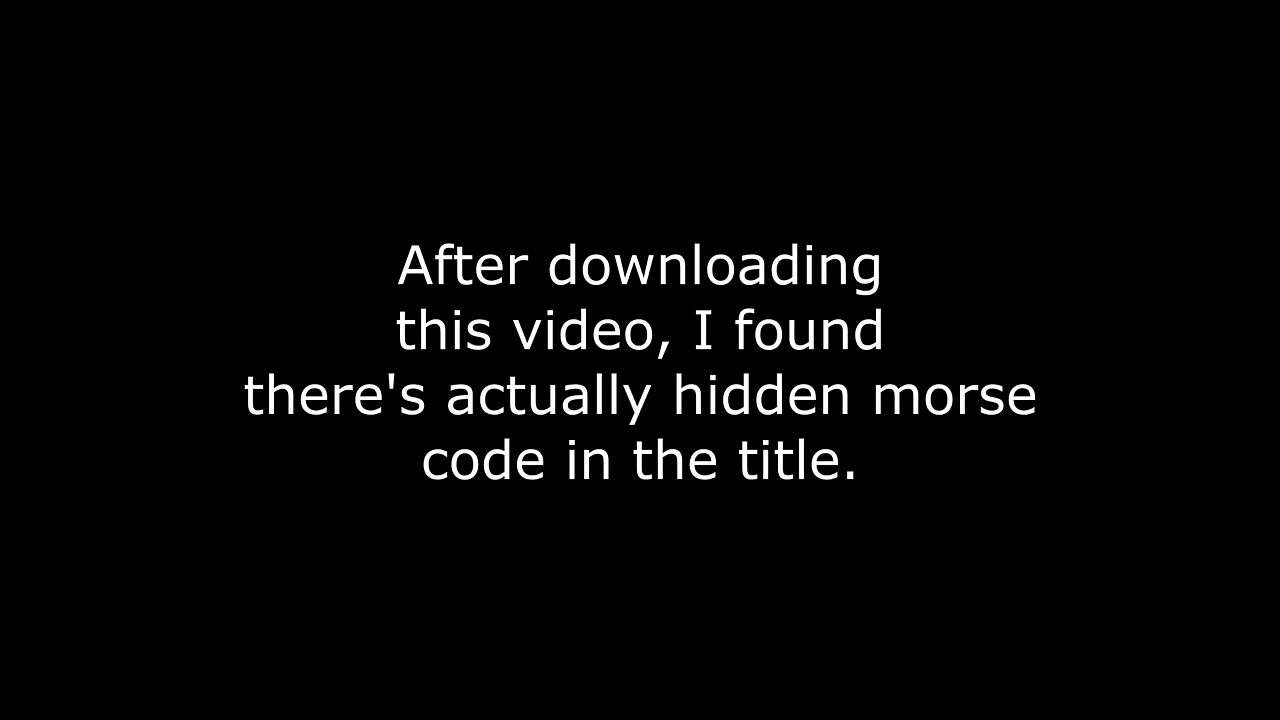 After downloading
this video, I found
there's actually hidden morse
code in the title.